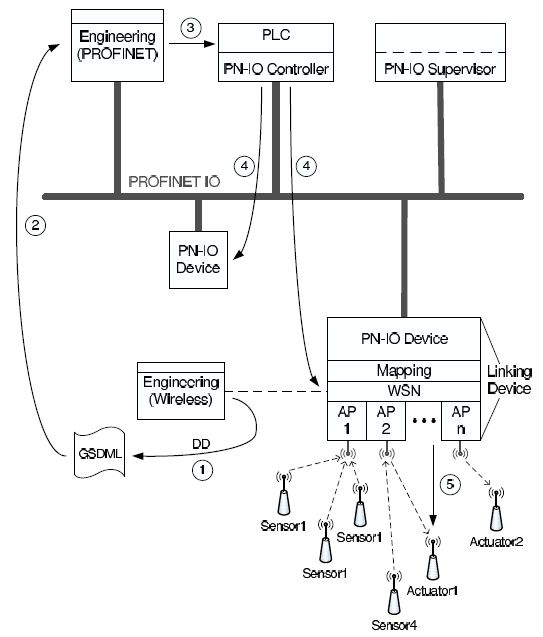 Engineering
(PROFINET)
3
PLC
PN-IO Controller
PN-IO Supervisor
4
4
PROFINET IO
2
PN-IO
Device
PN-IO Device
Mapping
WSN
Linking
Device
Engineering
(Wireless)
AP
1
AP
2
AP
n
DD
1
GSDML
5
Sensor1
Sensor1
Sensor1
Actuator2
Actuator1
Sensor4